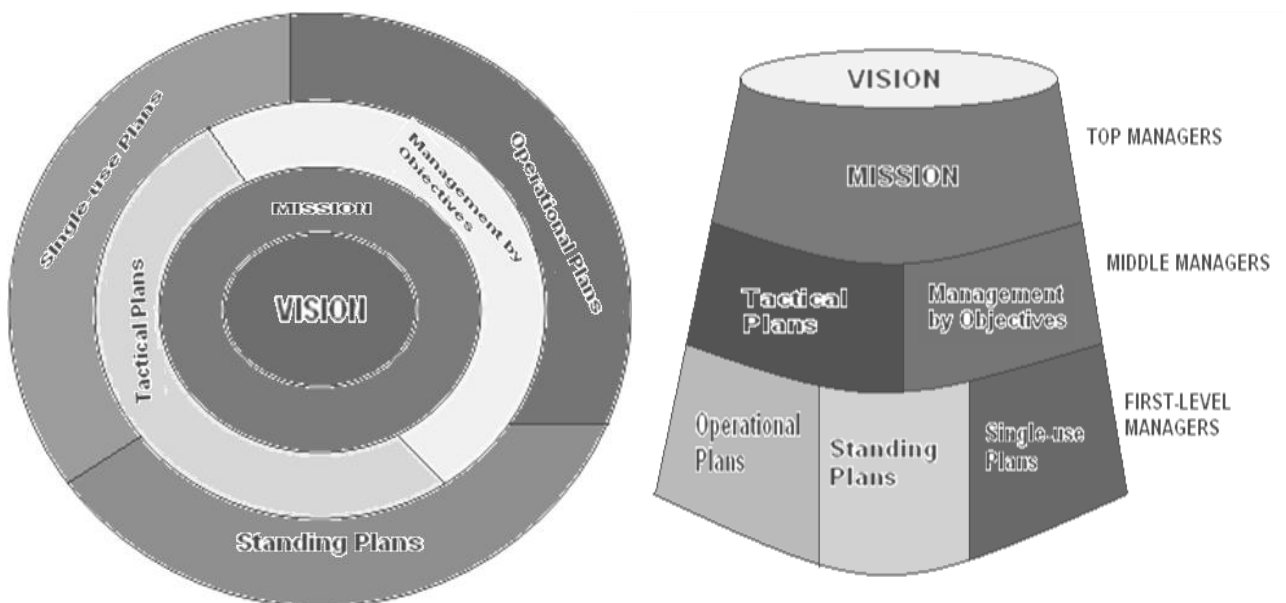 Single-use Plans
Operational Plans
Management by
Objectives
MISSION
VISION
Tactical Plans
Standing Plans
VISION
MISSION
TOP MANAGERS
Tactical
Plans
Management
by Objectives
MIDDLE MANAGERS
Operational
Plans
Standing
Plans
Single-use
Plans
FIRST-LEVEL
MANAGERS